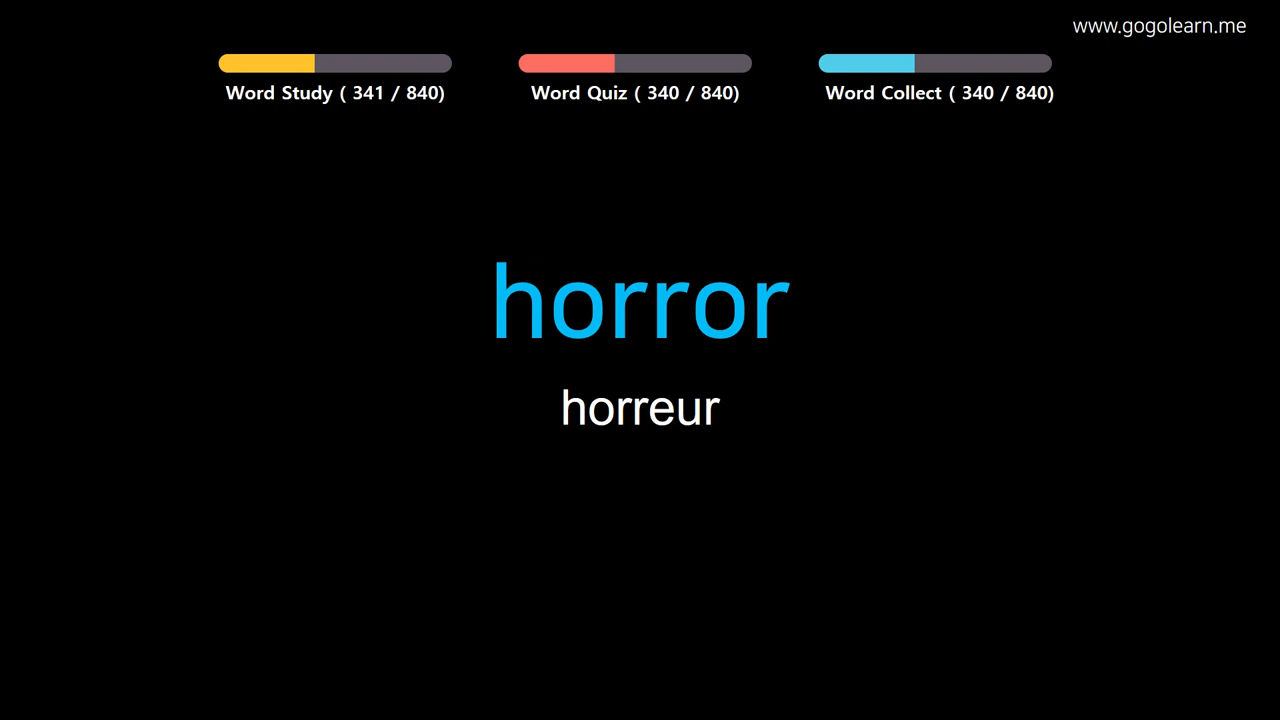 www.gogolearn.me
Word Study ( 341 / 840)
Word Quiz ( 340 / 840)
Word Collect ( 340 / 840)
horror
horreur